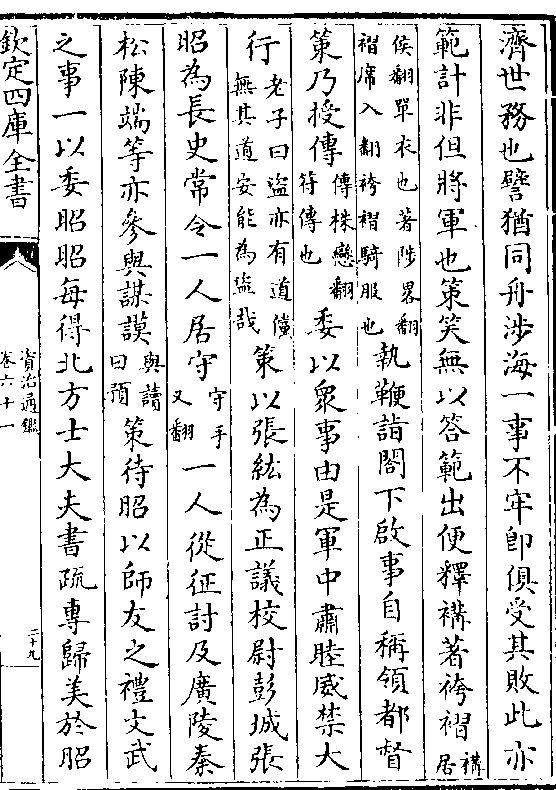 濟世務也譬猶同舟涉海一事不牢即俱受其敗此亦
範計非但將軍也策笑無以答範出便釋褠著袴褶褠居
侯翻單衣也著陟畧翻
褶席入翻袴褶騎服也執鞭詣閤下啟事自稱領都督
策乃授傳傳株戀翻
符傳也委以衆事由是軍中肅睦威禁大
行老子曰盜亦有道儻
無其道安能為盜哉策以張紘為正議校尉彭城張
昭為長史常令一人居守守手
又翻一人從征討及廣陵秦
松陳端等亦參與謀謨與讀
曰預策待昭以師友之禮文武
之事一以委昭昭每得北方士大夫書疏專歸美於昭
欽定四庫全書
資治通鑑
卷六十一
二十九